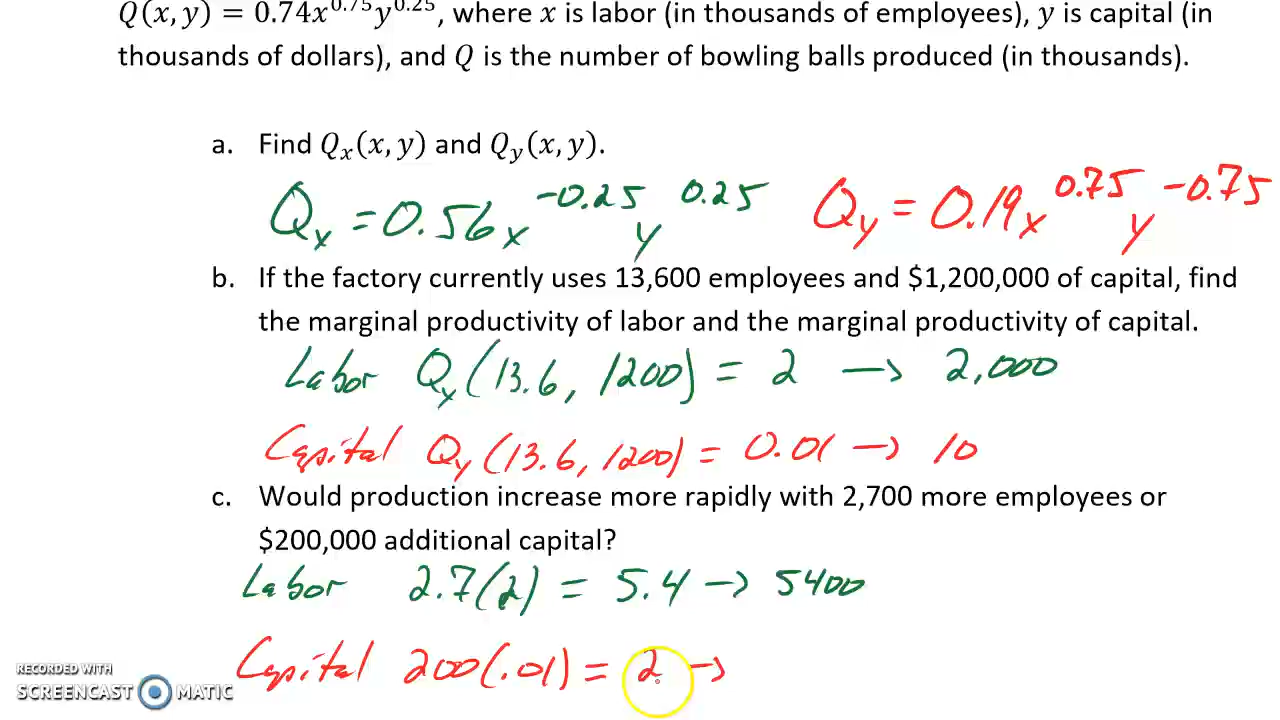 Q(x, y) = 0.74x^0.75 y^0.25, where x is labor (in thousands of employees), y is capital (in
thousands of dollars), and Q is the number of bowling balls produced (in thousands).
a. Find Qₓ(x, y) and Q_y(x, y).
Qₓ = 0.56x^-0.25 y^0.25 Q_y = 0.19x^0.75 y^-0.75
b. If the factory currently uses 13,600 employees and $1,200,000 of capital, find
the marginal productivity of labor and the marginal productivity of capital.
Labor Qₓ(13.6, 1200) = 2 → 2,000
Capital Q_y(13.6, 1200) = 0.01 → 10
c. Would production increase more rapidly with 2,700 more employees or
$200,000 additional capital?
Labor 2.7(2) = 5.4 → 5400
Capital 200(.01) = 2 →
RECORDED WITH
SCREENCAST MATIC